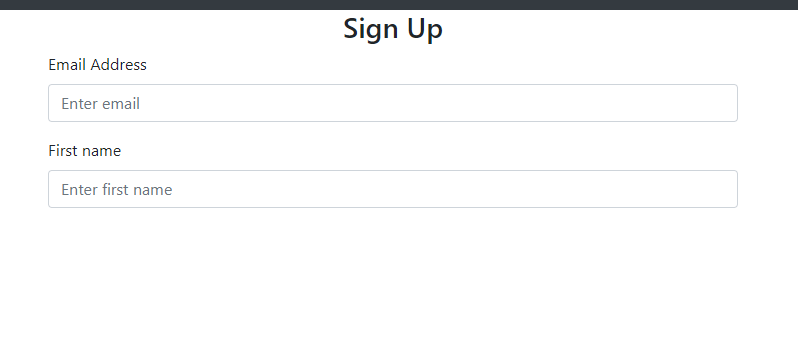 Sign Up
Email Address
Enter email
First name
Enter first name